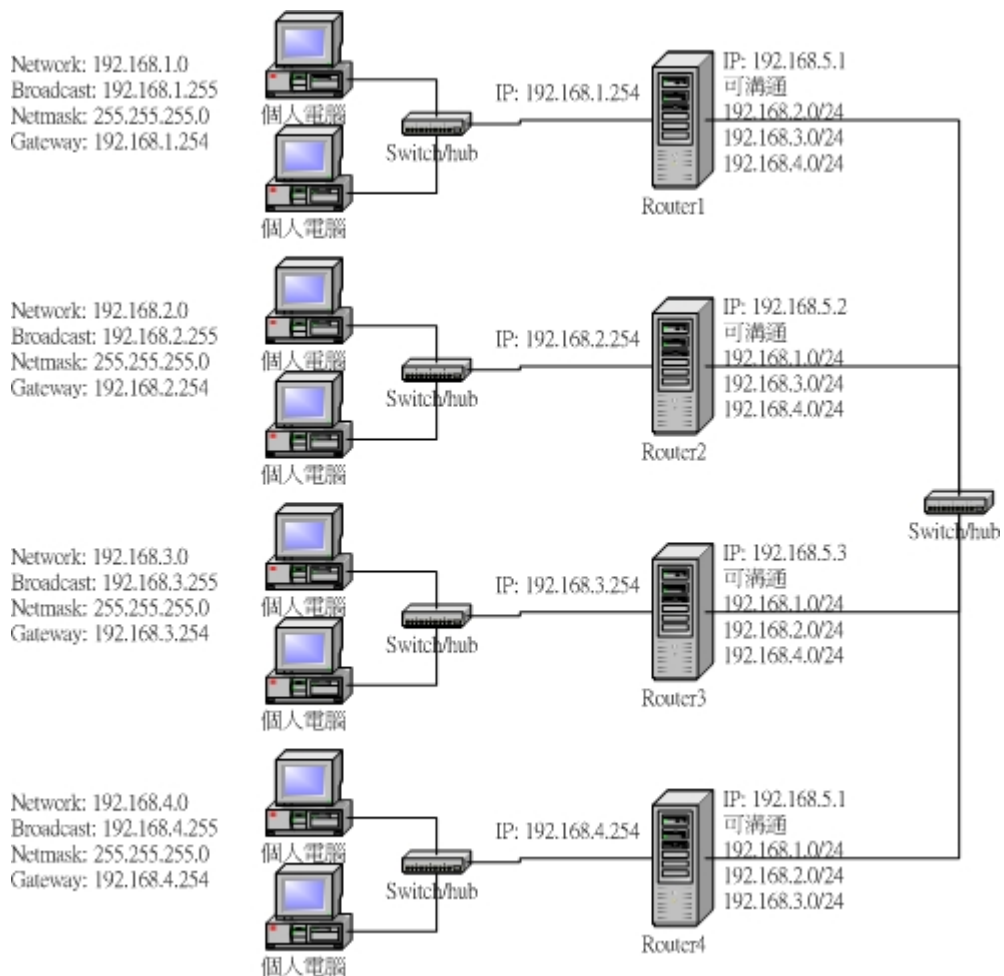 Network: 192.168.1.0
Broadcast: 192.168.1.255
Netmask: 255.255.255.0
Gateway: 192.168.1.254
個人電腦
個人電腦
Switch/hub
IP: 192.168.1.254
Router1
IP: 192.168.5.1
可溝通
192.168.2.0/24
192.168.3.0/24
192.168.4.0/24
Network: 192.168.2.0
Broadcast: 192.168.2.255
Netmask: 255.255.255.0
Gateway: 192.168.2.254
個人電腦
個人電腦
Switch/hub
IP: 192.168.2.254
Router2
IP: 192.168.5.2
可溝通
192.168.1.0/24
192.168.3.0/24
192.168.4.0/24
Switch/hub
Network: 192.168.3.0
Broadcast: 192.168.3.255
Netmask: 255.255.255.0
Gateway: 192.168.3.254
個人電腦
個人電腦
Switch/hub
IP: 192.168.3.254
Router3
IP: 192.168.5.3
可溝通
192.168.1.0/24
192.168.2.0/24
192.168.4.0/24
Network: 192.168.4.0
Broadcast: 192.168.4.255
Netmask: 255.255.255.0
Gateway: 192.168.4.254
個人電腦
個人電腦
Switch/hub
IP: 192.168.4.254
Router4
IP: 192.168.5.1
可溝通
192.168.1.0/24
192.168.2.0/24
192.168.3.0/24